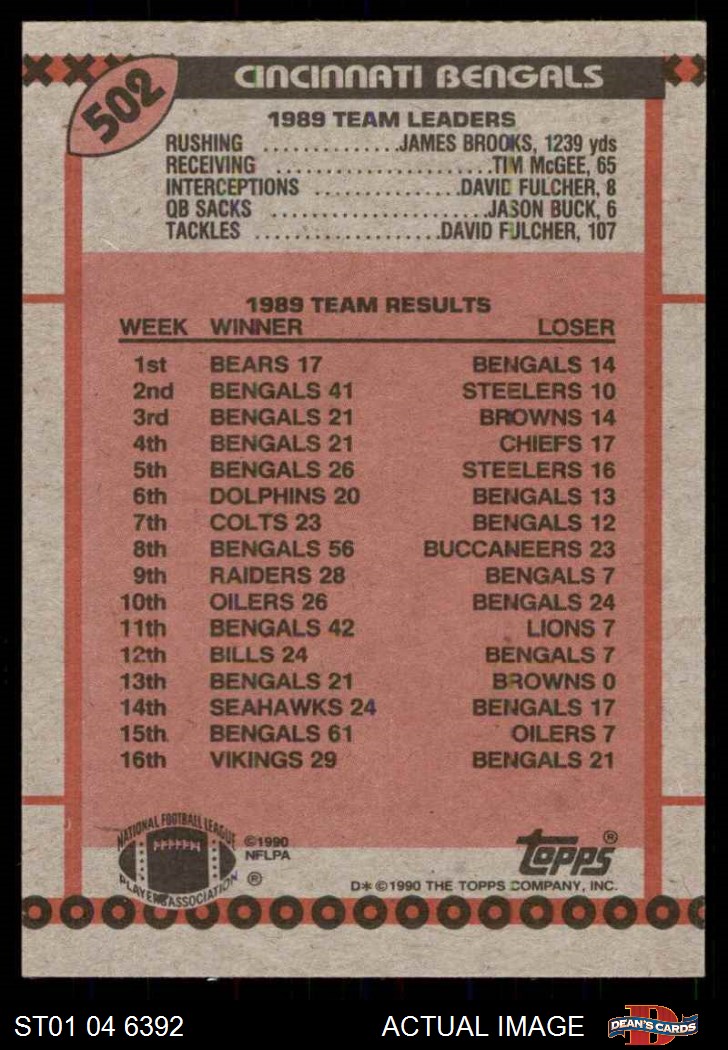 502
CINCINNATI BENGALS
1989 TEAM LEADERS
RUSHING ..............JAMES BROOKS, 1239 yds
RECEIVING ......................TIM McGEE, 65
INTERCEPTIONS ...............DAVID FULCHER, 8
QB SACKS ......................JASON BUCK, 6
TACKLES ...................DAVID FULCHER, 107
1989 TEAM RESULTS
WEEK WINNER LOSER
1st BEARS 17 BENGALS 14
2nd BENGALS 41 STEELERS 10
3rd BENGALS 21 BROWNS 14
4th BENGALS 21 CHIEFS 17
5th BENGALS 26 STEELERS 16
6th DOLPHINS 20 BENGALS 13
7th COLTS 23 BENGALS 12
8th BENGALS 56 BUCCANEERS 23
9th RAIDERS 28 BENGALS 7
10th OILERS 26 BENGALS 24
11th BENGALS 42 LIONS 7
12th BILLS 24 BENGALS 7
13th BENGALS 21 BROWNS 0
14th SEAHAWKS 24 BENGALS 17
15th BENGALS 61 OILERS 7
16th VIKINGS 29 BENGALS 21
NATIONAL FOOTBALL LEAGUE
PLAYERS ASSOCIATION ®
©1990
NFLPA
Topps®
D* ©1990 THE TOPPS COMPANY, INC.
ST01 04 6392 ACTUAL IMAGE
D DEAN'S CARDS